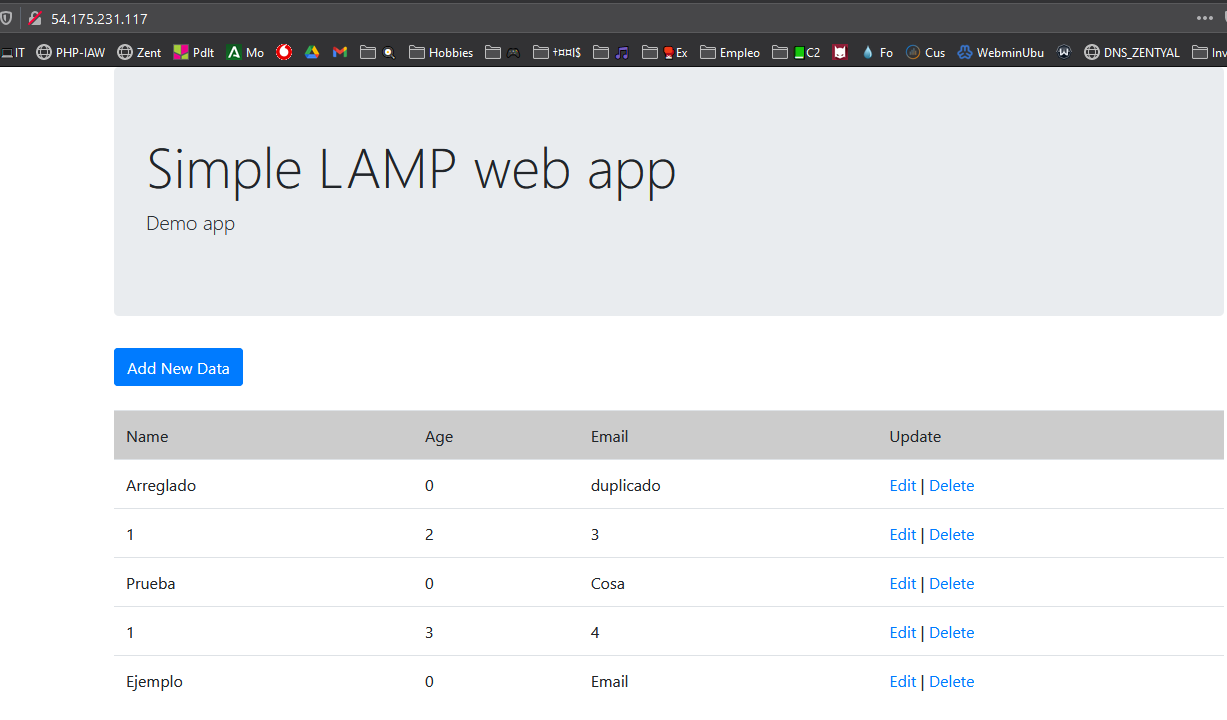 54.175.231.117
IT PHP-IAW Zent PdIt Mo Hobbies Ex Empleo C2 Fo Cus WebminUbu DNS_ZENTYAL Inv
Simple LAMP web app
Demo app
Add New Data
Name Age Email Update
Arreglado 0 duplicado Edit | Delete
1 2 3 Edit | Delete
Prueba 0 Cosa Edit | Delete
1 3 4 Edit | Delete
Ejemplo 0 Email Edit | Delete